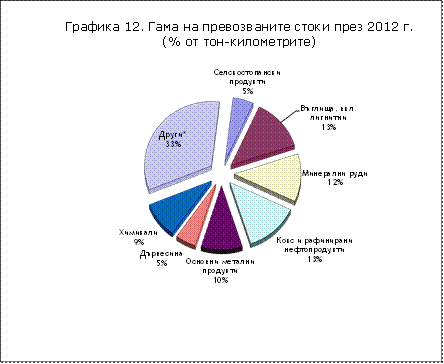 Графика 12. Гама на превозваните стоки през 2012 г.
(% от тон-километрите)
Селскостопански
продукти
5%
Въглища, вкл.
лигнитни
13%
Минерални руди
12%
Кокс и рафинирани
нефтопродукти
13%
Основни метални
продукти
10%
Дървесина
5%
Химикали
9%
Други*
33%